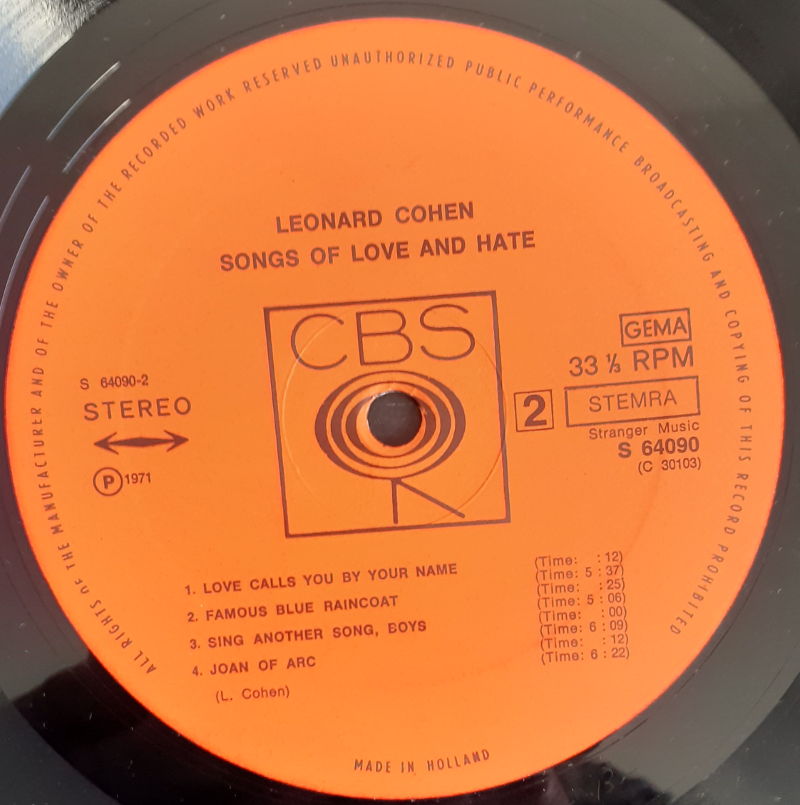 ALL RIGHTS OF THE MANUFACTURER AND OF THE OWNER OF THE RECORDED WORK RESERVED UNAUTHORIZED PUBLIC PERFORMANCE BROADCASTING AND COPYING OF THIS RECORD PROHIBITED
LEONARD COHEN
SONGS OF LOVE AND HATE
CBS
S 64090-2
STEREO
Ⓟ 1971
GEMA
33 ⅓ RPM
2 STEMRA
Stranger Music
S 64090
(C 30103)
(Time: :12)
1. LOVE CALLS YOU BY YOUR NAME (Time: 5 : 37)
(Time: :25)
2. FAMOUS BLUE RAINCOAT (Time: 5 : 06)
(Time: :00)
3. SING ANOTHER SONG, BOYS (Time: 6 : 09)
(Time: :12)
4. JOAN OF ARC (Time: 6 : 22)
(L. Cohen)
MADE IN HOLLAND